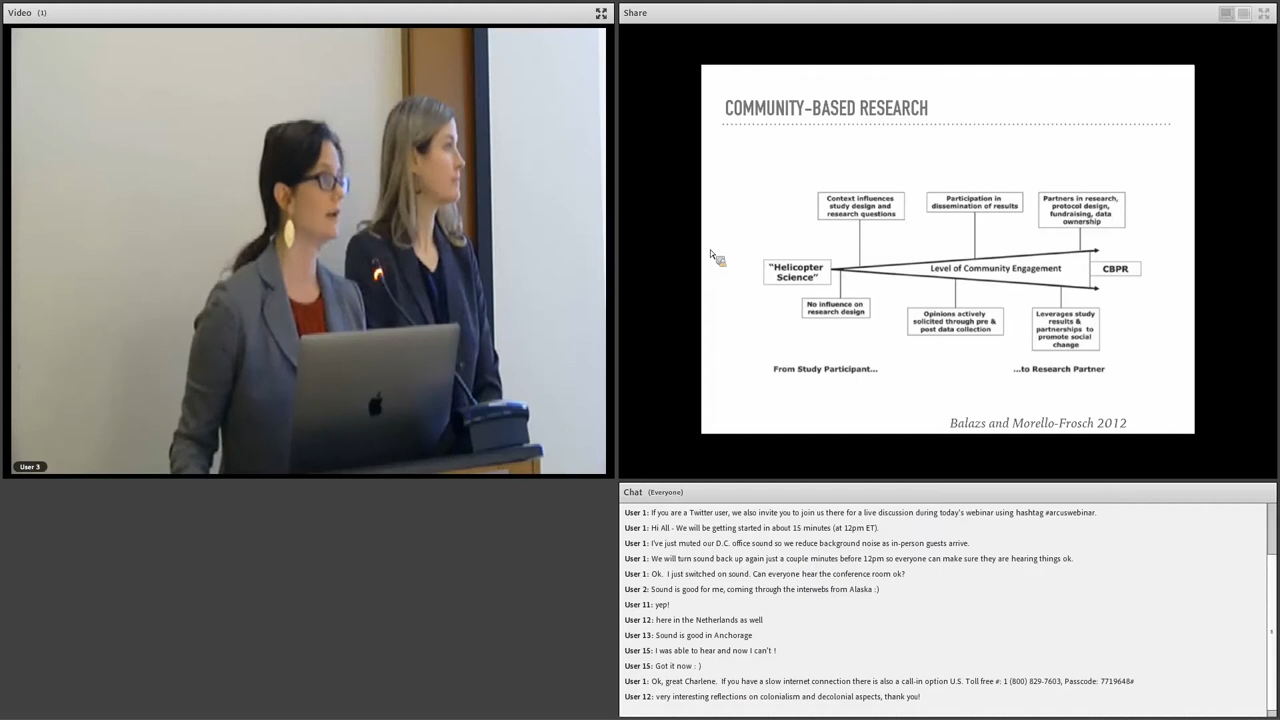 Video (1)
User 3
Share
COMMUNITY-BASED RESEARCH
Context influences
study design and
research questions
Participation in
dissemination of results
Partners in research,
protocol design,
fundraising, data
ownership
"Helicopter
Science"
Level of Community Engagement
CBPR
No influence on
research design
Opinions actively
solicited through pre &
post data collection
Leverages study
results &
partnerships to
promote social
change
From Study Participant...
...to Research Partner
Balazs and Morello-Frosch 2012
Chat (Everyone)
User 1: If you are a Twitter user, we also invite you to join us there for a live discussion during today's webinar using hashtag #arcuswebinar.
User 1: Hi All - We will be getting started in about 15 minutes (at 12pm ET).
User 1: I've just muted our D.C. office sound so we reduce background noise as in-person guests arrive.
User 1: We will turn sound back up again just a couple minutes before 12pm so everyone can make sure they are hearing things ok.
User 1: Ok. I just switched on sound. Can everyone hear the conference room ok?
User 2: Sound is good for me, coming through the interwebs from Alaska :)
User 11: yep!
User 12: here in the Netherlands as well
User 13: Sound is good in Anchorage
User 15: I was able to hear and now I can't !
User 15: Got it now : )
User 1: Ok, great Charlene. If you have a slow internet connection there is also a call-in option U.S. Toll free #: 1 (800) 829-7603, Passcode: 7719648#
User 12: very interesting reflections on colonialism and decolonial aspects, thank you!